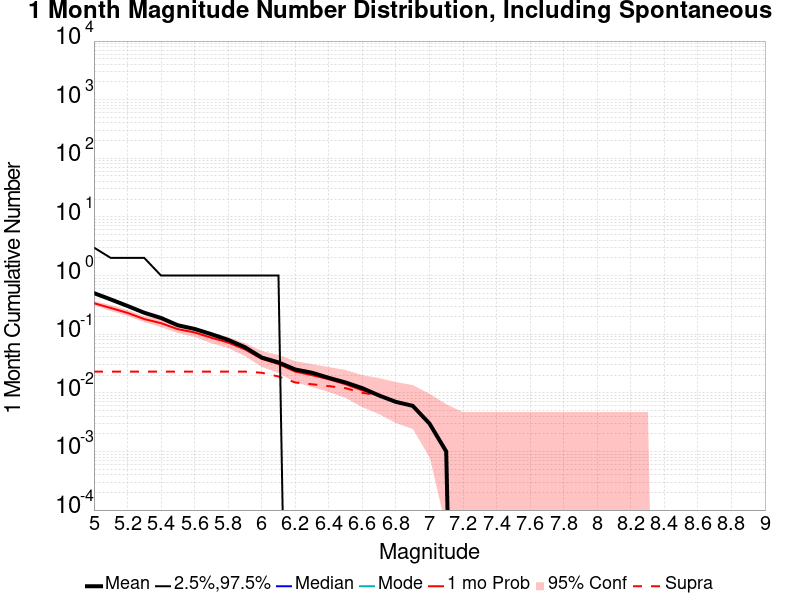 1 Month Magnitude Number Distribution, Including Spontaneous
10^4
10^3
10^2
10^1
10^0
10^-1
10^-2
10^-3
10^-4
1 Month Cumulative Number
5 5.2 5.4 5.6 5.8 6 6.2 6.4 6.6 6.8 7 7.2 7.4 7.6 7.8 8 8.2 8.4 8.6 8.8 9
Magnitude
Mean 2.5%,97.5% Median Mode 1 mo Prob 95% Conf Supra